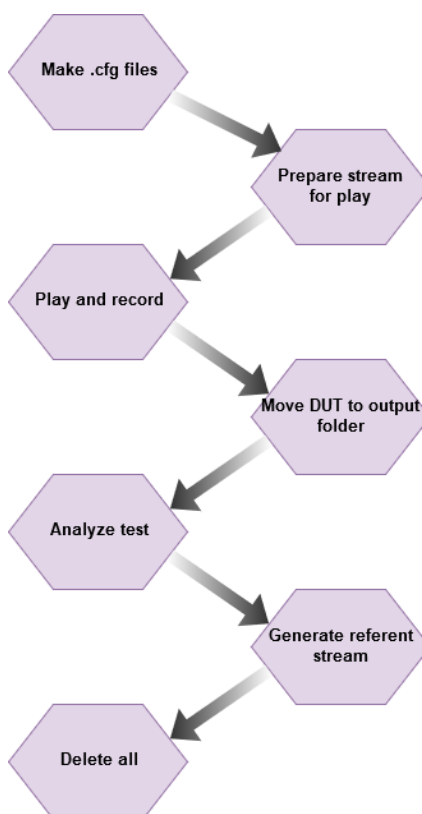 Make .cfg files
Prepare stream
for play
Play and record
Move DUT to output
folder
Analyze test
Generate referent
stream
Delete all